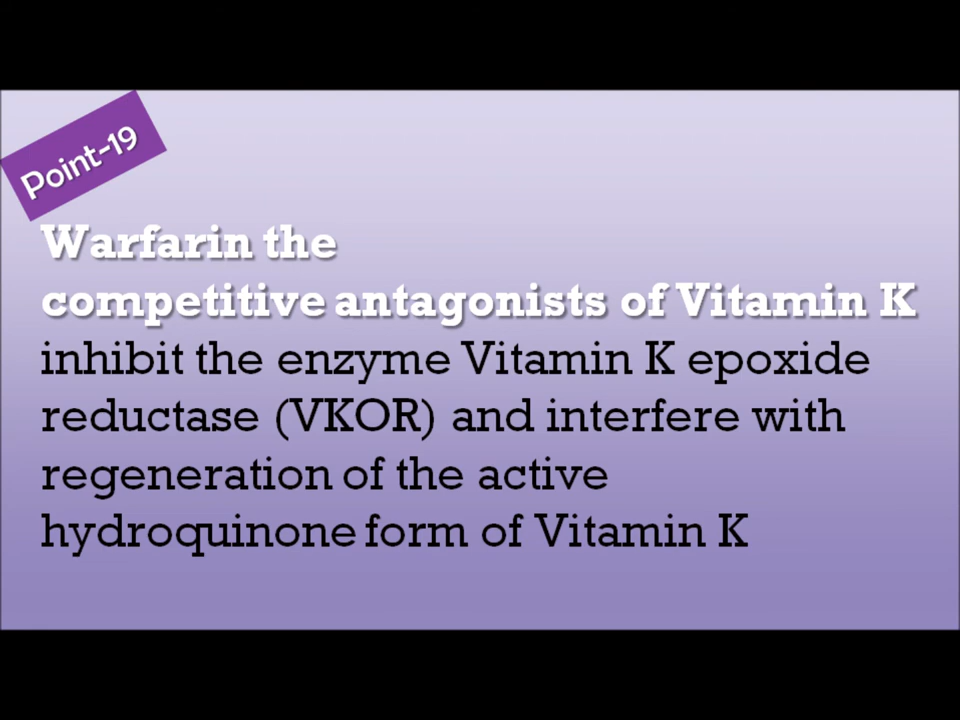 Point-19
Warfarin the
competitive antagonists of Vitamin K
inhibit the enzyme Vitamin K epoxide
reductase (VKOR) and interfere with
regeneration of the active
hydroquinone form of Vitamin K